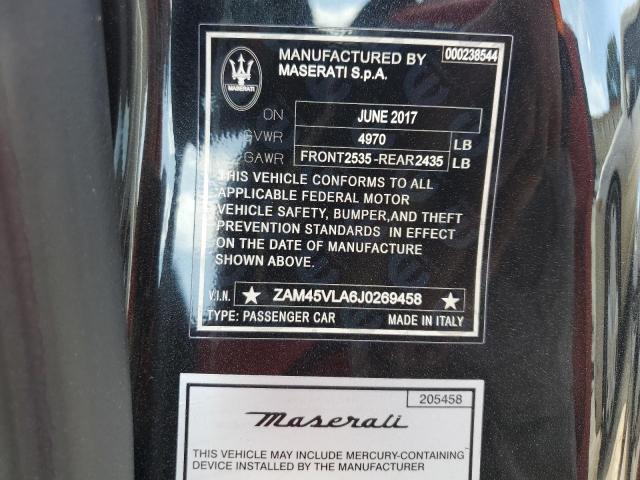 MANUFACTURED BY
000238544
MASERATI S.p.A.
MASERATI
ON JUNE 2017
GVWR 4970 LB
GAWR FRONT2535-REAR2435 LB
THIS VEHICLE CONFORMS TO ALL
APPLICABLE FEDERAL MOTOR
VEHICLE SAFETY, BUMPER,AND THEFT
PREVENTION STANDARDS IN EFFECT
ON THE DATE OF MANUFACTURE
SHOWN ABOVE.
V.I.N. ★ ZAM45VLA6J0269458 ★
TYPE: PASSENGER CAR MADE IN ITALY
205458
Maserati
THIS VEHICLE MAY INCLUDE MERCURY-CONTAINING
DEVICE INSTALLED BY THE MANUFACTURER